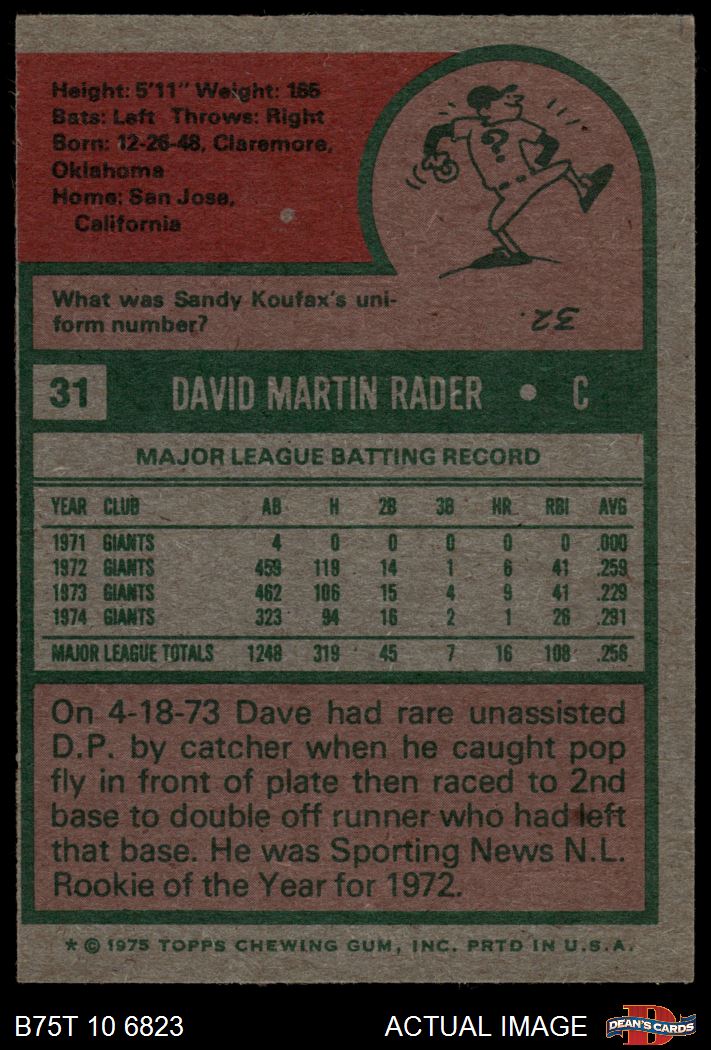 Height: 5'11" Weight: 165
Bats: Left Throws: Right
Born: 12-26-48, Claremore,
Oklahoma
Home: San Jose,
California
What was Sandy Koufax's uni-
form number?
32.
31 DAVID MARTIN RADER • C
MAJOR LEAGUE BATTING RECORD
YEAR CLUB AB H 2B 3B HR RBI AVG
1971 GIANTS 4 0 0 0 0 0 .000
1972 GIANTS 459 119 14 1 6 41 .259
1973 GIANTS 462 106 15 4 9 41 .229
1974 GIANTS 323 94 16 2 1 26 .291
MAJOR LEAGUE TOTALS 1248 319 45 7 16 108 .256
On 4-18-73 Dave had rare unassisted
D.P. by catcher when he caught pop
fly in front of plate then raced to 2nd
base to double off runner who had left
that base. He was Sporting News N.L.
Rookie of the Year for 1972.
* © 1975 TOPPS CHEWING GUM, INC. PRTD IN U.S.A.
B75T 10 6823 ACTUAL IMAGE
DEAN'S CARDS